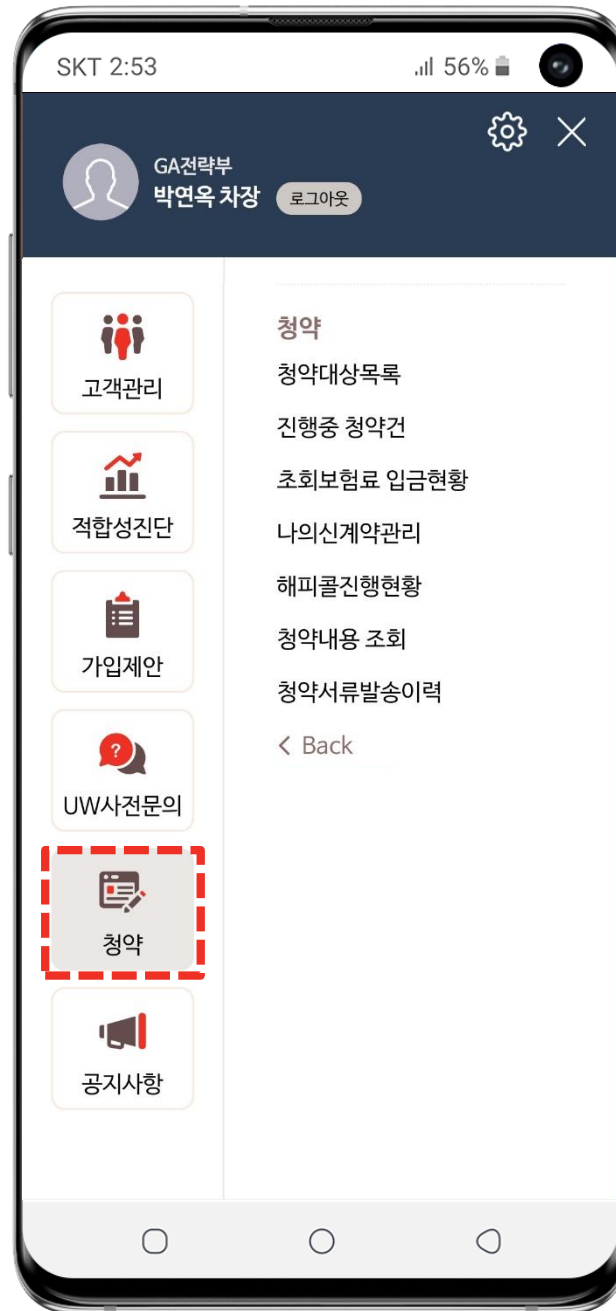 SKT 2:53
56%
GA전략부
박연옥 차장
로그아웃
고객관리
적합성진단
가입제안
?
UW사전문의
청약
공지사항
청약
청약대상목록
진행중 청약건
초회보험료 입금현황
나의신계약관리
해피콜진행현황
청약내용 조회
청약서류발송이력
< Back